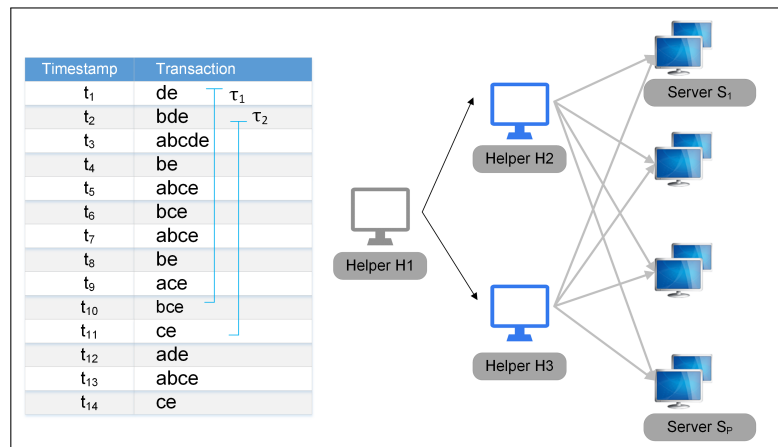 Timestamp Transaction
t₁ de
t₂ bde
t₃ abcde
t₄ be
t₅ abce
t₆ bce
t₇ abce
t₈ be
t₉ ace
t₁₀ bce
t₁₁ ce
t₁₂ ade
t₁₃ abce
t₁₄ ce
τ₁
τ₂
Helper H1
Helper H2
Helper H3
Server S₁
Server Sₚ